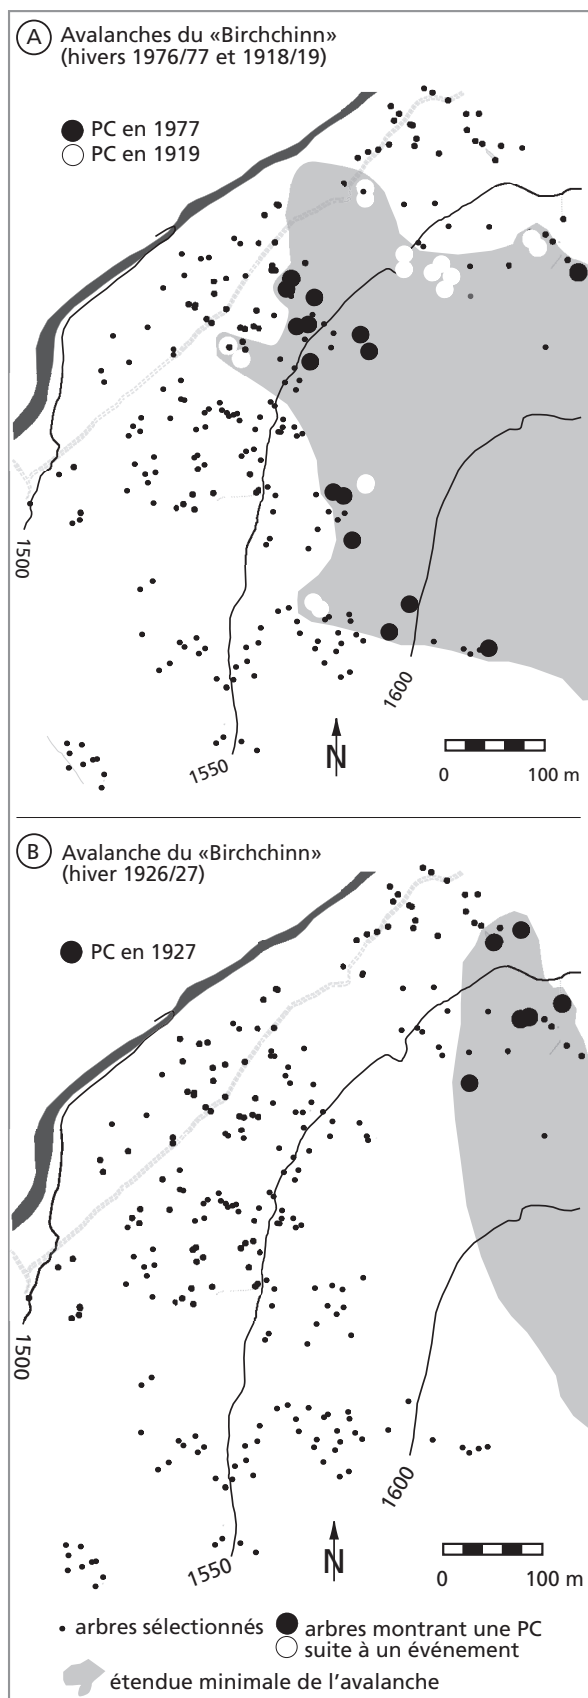 A Avalanches du «Birchchinn»
(hivers 1976/77 et 1918/19)
PC en 1977
PC en 1919
1500
1550
1600
N
0 100 m
B Avalanche du «Birchchinn»
(hiver 1926/27)
PC en 1927
1500
1550
1600
N
0 100 m
arbres sélectionnés
arbres montrant une PC
suite à un événement
étendue minimale de l’avalanche